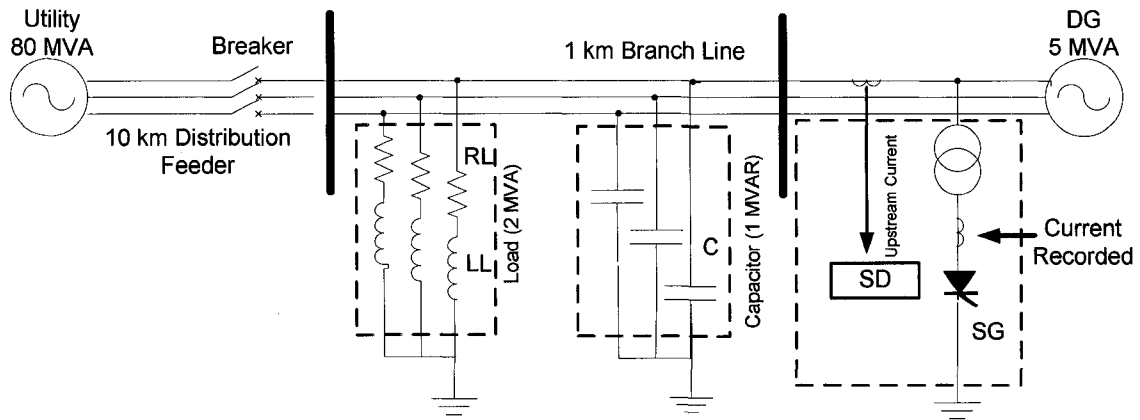 Utility
80 MVA
Breaker
10 km Distribution
Feeder
1 km Branch Line
DG
5 MVA
RL
LL
Load (2 MVA)
C
Capacitor (1 MVAR)
Upstream Current
SD
Current
Recorded
SG